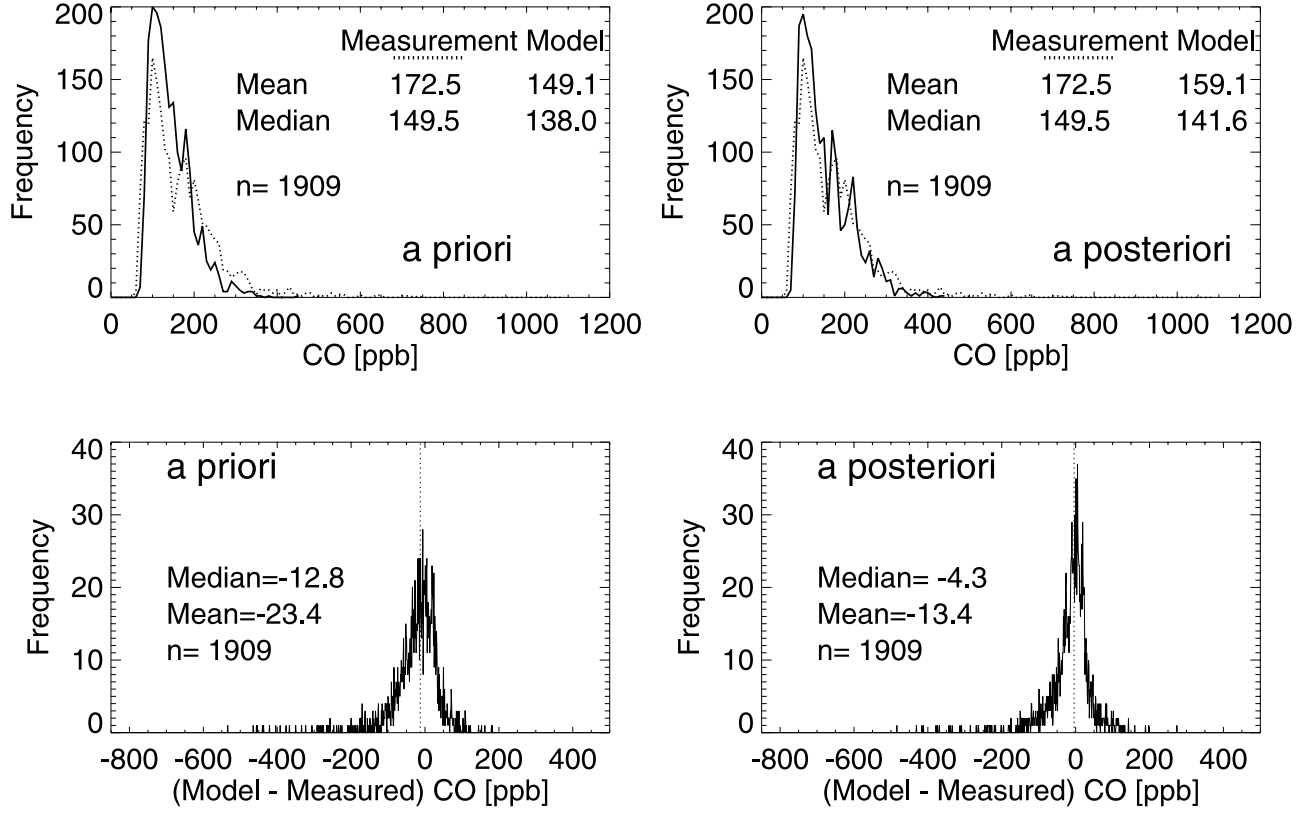 200
150
100
50
0
Frequency
Measurement Model
Mean 172.5 149.1
Median 149.5 138.0
n= 1909
a priori
0 200 400 600 800 1000 1200
CO [ppb]
200
150
100
50
0
Frequency
Measurement Model
Mean 172.5 159.1
Median 149.5 141.6
n= 1909
a posteriori
0 200 400 600 800 1000 1200
CO [ppb]
40
30
20
10
0
Frequency
a priori
Median=-12.8
Mean=-23.4
n= 1909
-800 -600 -400 -200 0 200 400
(Model - Measured) CO [ppb]
40
30
20
10
0
Frequency
a posteriori
Median= -4.3
Mean=-13.4
n= 1909
-800 -600 -400 -200 0 200 400
(Model - Measured) CO [ppb]